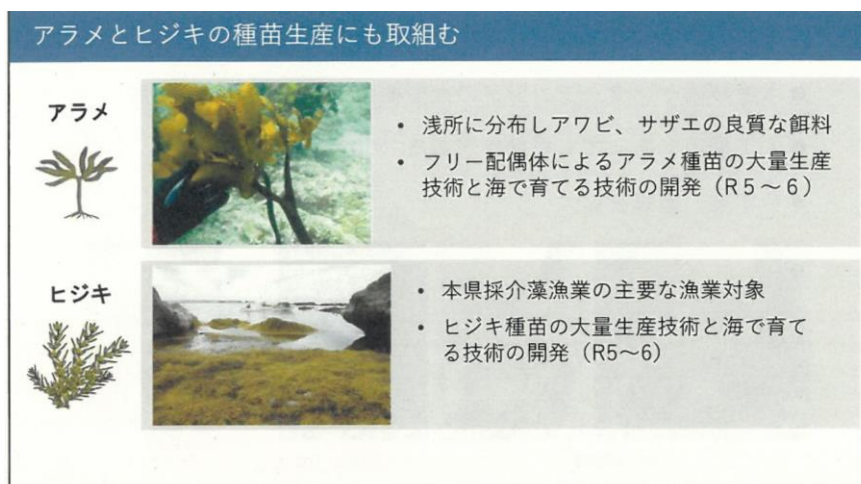 アラメとヒジキの種苗生産にも取組む
アラメ
• 浅所に分布しアワビ、サザエの良質な餌料
• フリー配偶体によるアラメ種苗の大量生産
技術と海で育てる技術の開発（R５～６）
ヒジキ
• 本県採介藻漁業の主要な漁業対象
• ヒジキ種苗の大量生産技術と海で育て
る技術の開発（R5～6）